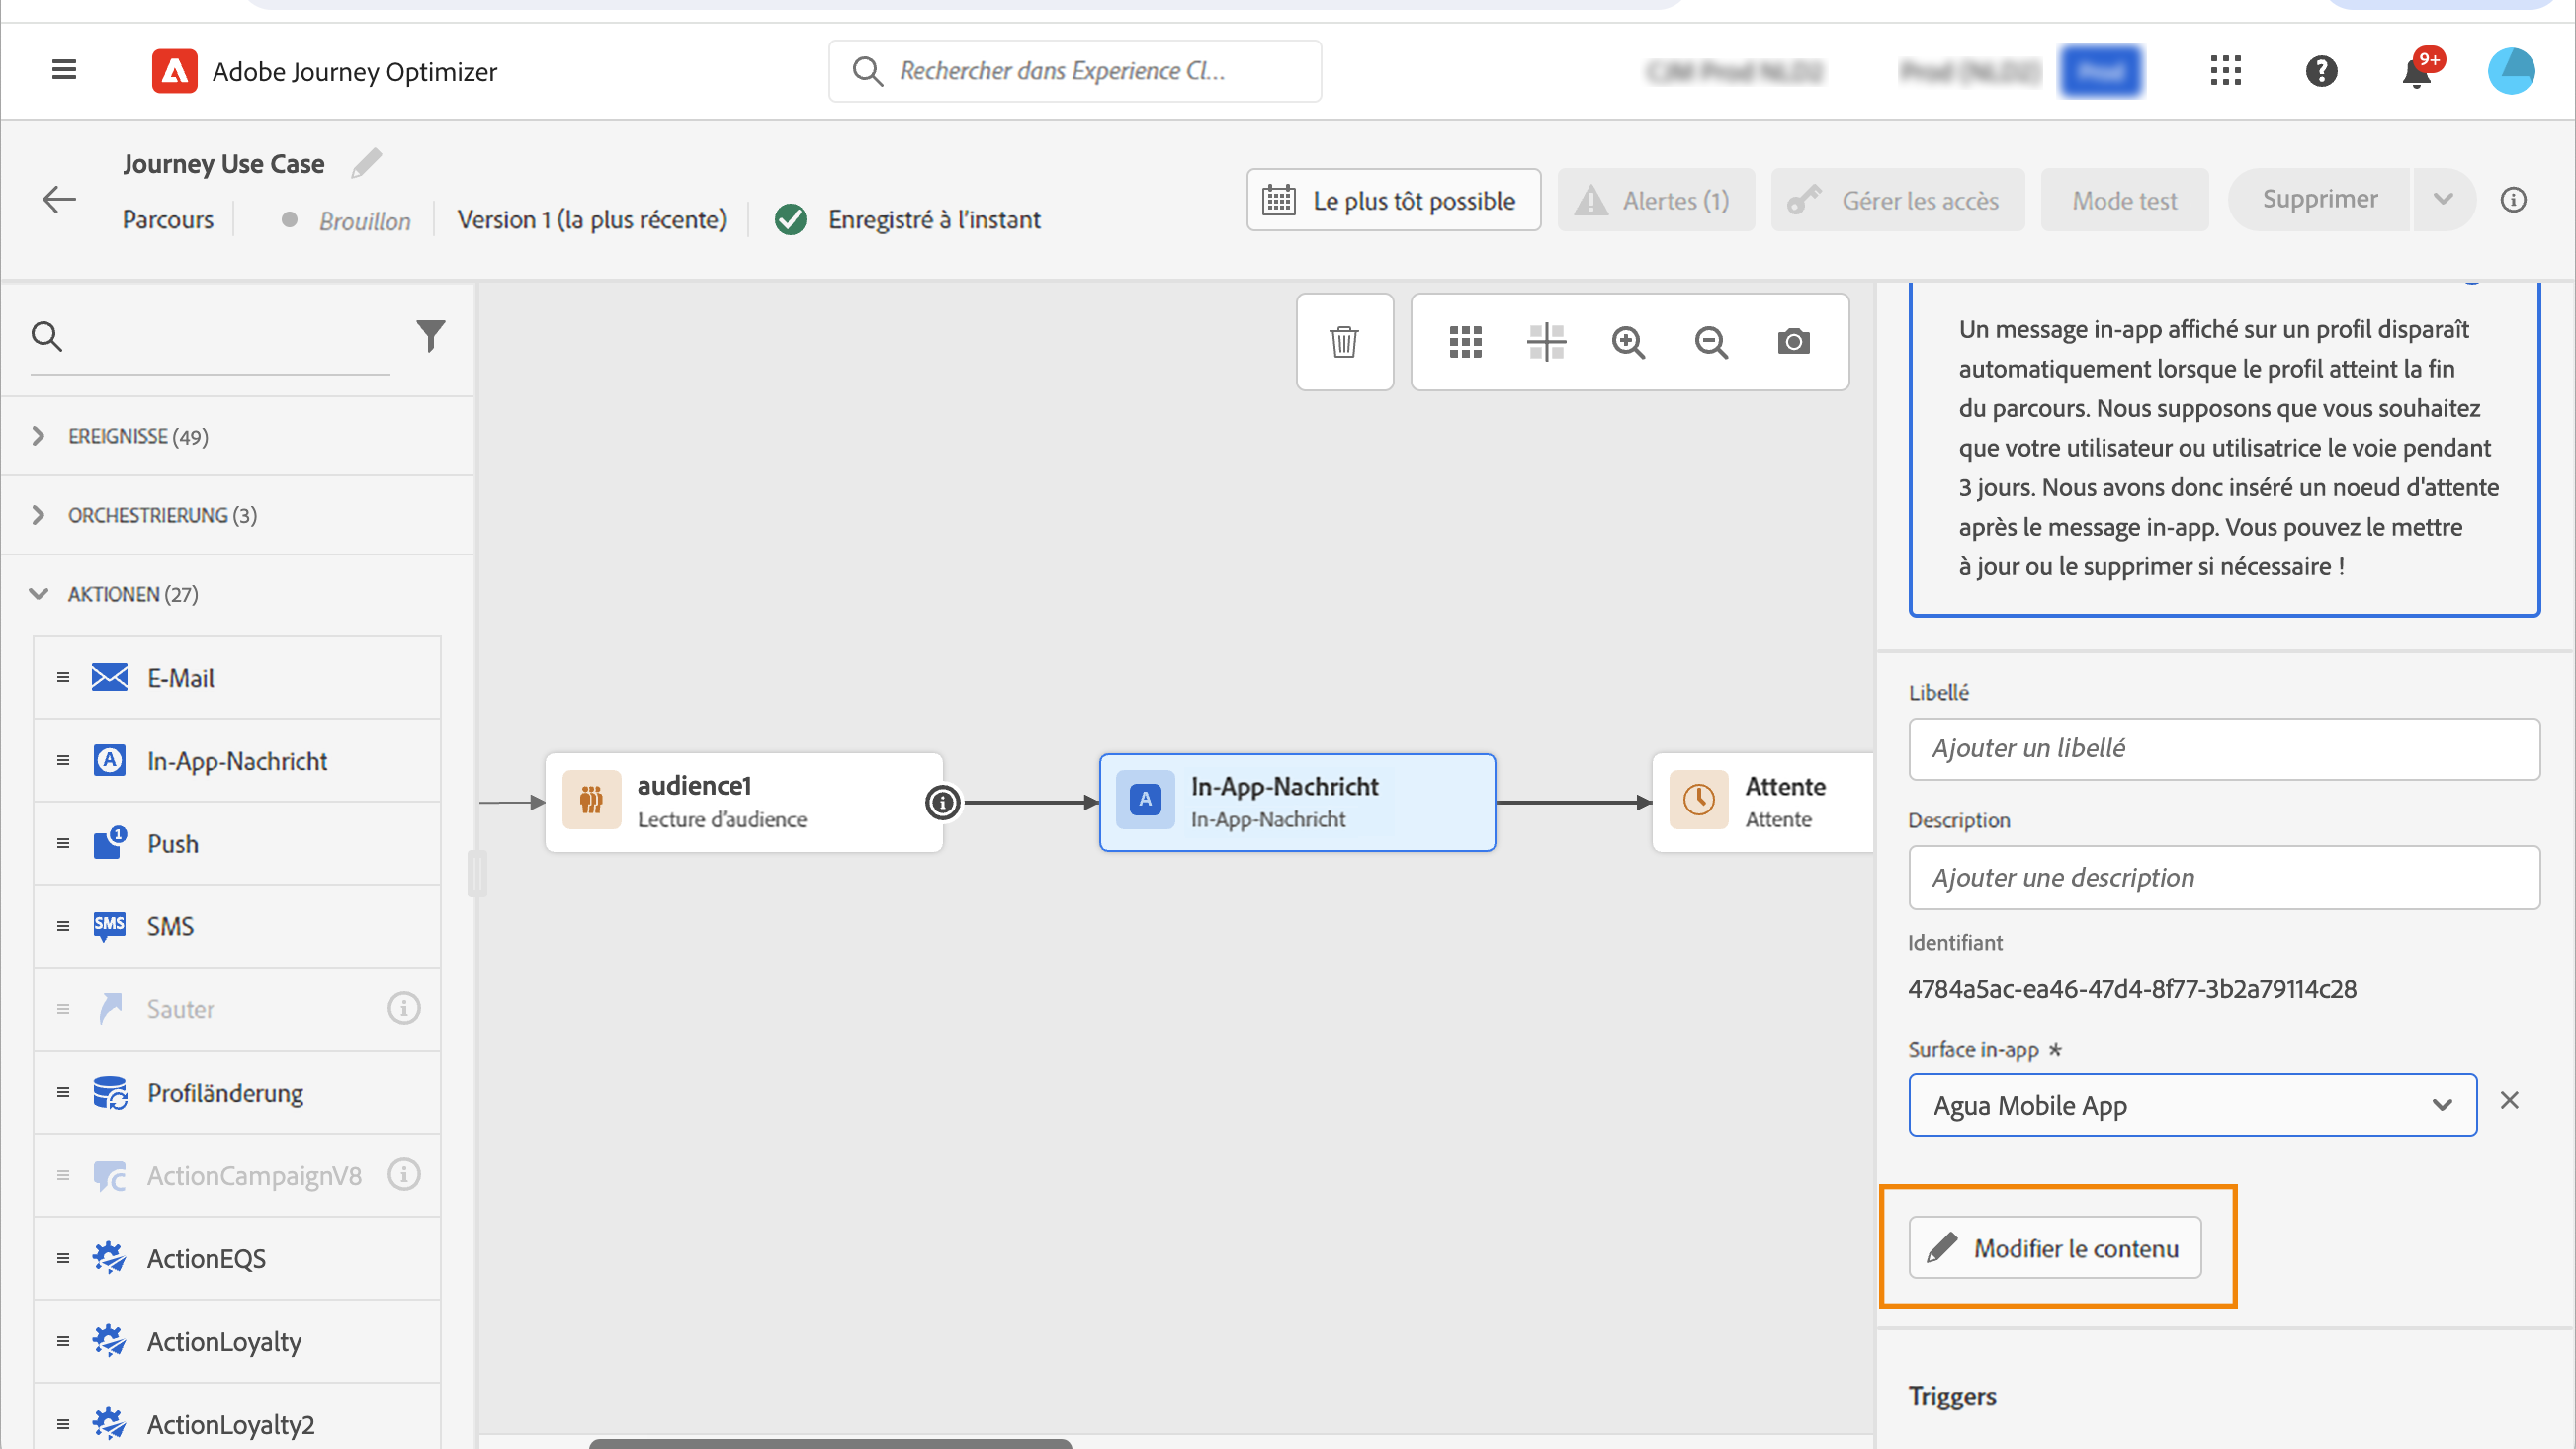 Adobe Journey Optimizer
Rechercher dans Experience Cl...
9+
Journey Use Case
Parcours
Brouillon
Version 1 (la plus récente)
Enregistré à l'instant
Le plus tôt possible
Alertes (1)
Gérer les accès
Mode test
Supprimer
EREIGNISSE (49)
ORCHESTRIERUNG (3)
AKTIONEN (27)
E-Mail
In-App-Nachricht
1
Push
SMS
SMS
Sauter
Profiländerung
ActionCampaignV8
ActionEQS
ActionLoyalty
ActionLoyalty2
audience1
Lecture d'audience
In-App-Nachricht
In-App-Nachricht
Attente
Attente
Un message in-app affiché sur un profil disparaît
automatiquement lorsque le profil atteint la fin
du parcours. Nous supposons que vous souhaitez
que votre utilisateur ou utilisatrice le voie pendant
3 jours. Nous avons donc inséré un noeud d'attente
après le message in-app. Vous pouvez le mettre
à jour ou le supprimer si nécessaire !
Libellé
Ajouter un libellé
Description
Ajouter une description
Identifiant
4784a5ac-ea46-47d4-8f77-3b2a79114c28
Surface in-app *
Agua Mobile App
Modifier le contenu
Triggers